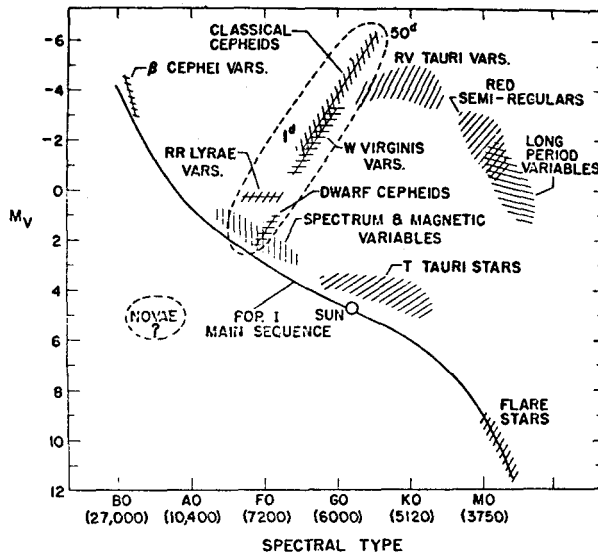 -6
-4
-2
0
2
4
6
8
10
12
M_V
CLASSICAL
CEPHEIDS
50^d
β CEPHEI VARS.
RV TAURI VARS.
RED
SEMI-REGULARS
1^d
W VIRGINIS
VARS.
LONG
PERIOD
VARIABLES
RR LYRAE
VARS.
DWARF CEPHEIDS
SPECTRUM & MAGNETIC
VARIABLES
T TAURI STARS
NOVAE
?
POP. I
MAIN SEQUENCE
SUN
FLARE
STARS
B0 A0 F0 G0 K0 M0
(27,000) (10,400) (7200) (6000) (5120) (3750)
SPECTRAL TYPE